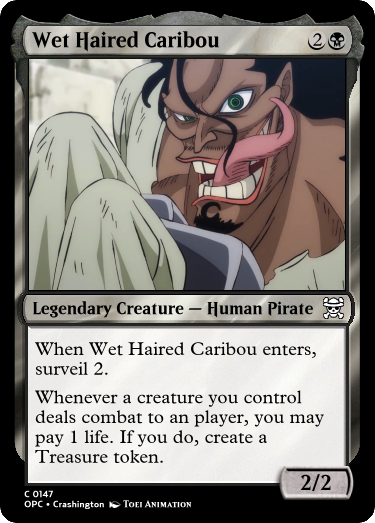 Wet Haired Caribou 2
Legendary Creature — Human Pirate
When Wet Haired Caribou enters,
surveil 2.
Whenever a creature you control
deals combat to an player, you may
pay 1 life. If you do, create a
Treasure token.
2/2
C 0147
OPC • Crashington Toei Animation